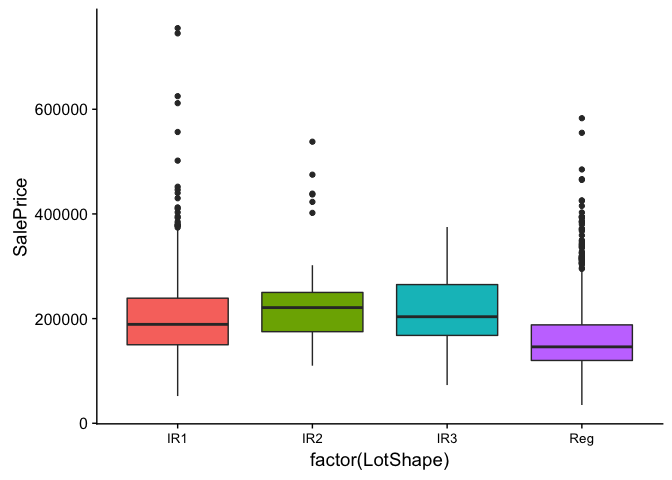 SalePrice
600000
400000
200000
0
IR1 IR2 IR3 Reg
factor(LotShape)